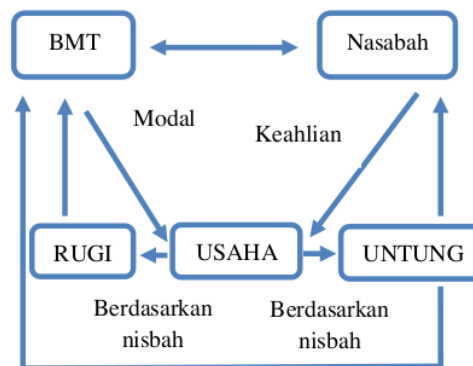 BMT
Nasabah
Modal
Keahlian
RUGI
USAHA
UNTUNG
Berdasarkan
nisbah
Berdasarkan
nisbah